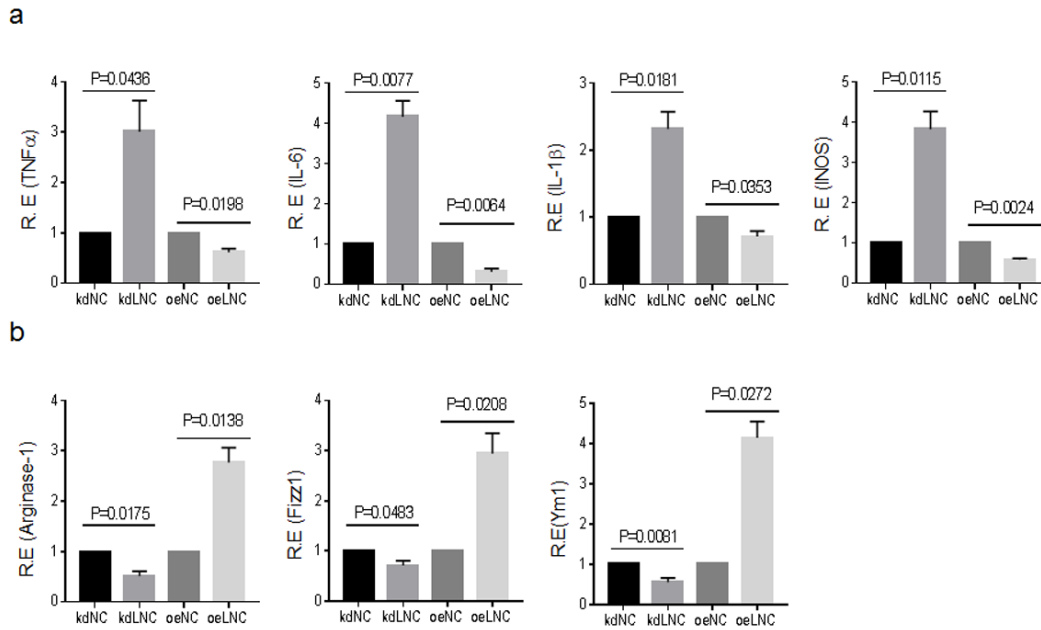 a
P=0.0436
P=0.0198
R. E (TNFα)
4
3
2
1
0
kdNC kdLNC oeNC oeLNC
P=0.0077
P=0.0064
R. E (IL-6)
5
4
3
2
1
0
kdNC kdLNC oeNC oeLNC
P=0.0181
P=0.0353
R.E (IL-1β)
3
2
1
0
kdNC kdLNC oeNC oeLNC
P=0.0115
P=0.0024
R. E (INOS)
5
4
3
2
1
0
kdNC kdLNC oeNC oeLNC
b
P=0.0138
P=0.0175
R.E (Arginase-1)
4
3
2
1
0
kdNC kdLNC oeNC oeLNC
P=0.0208
P=0.0483
R.E (Fizz1)
4
3
2
1
0
kdNC kdLNC oeNC oeLNC
P=0.0272
P=0.0081
R.E(Ym1)
5
4
3
2
1
0
kdNC kdLNC oeNC oeLNC